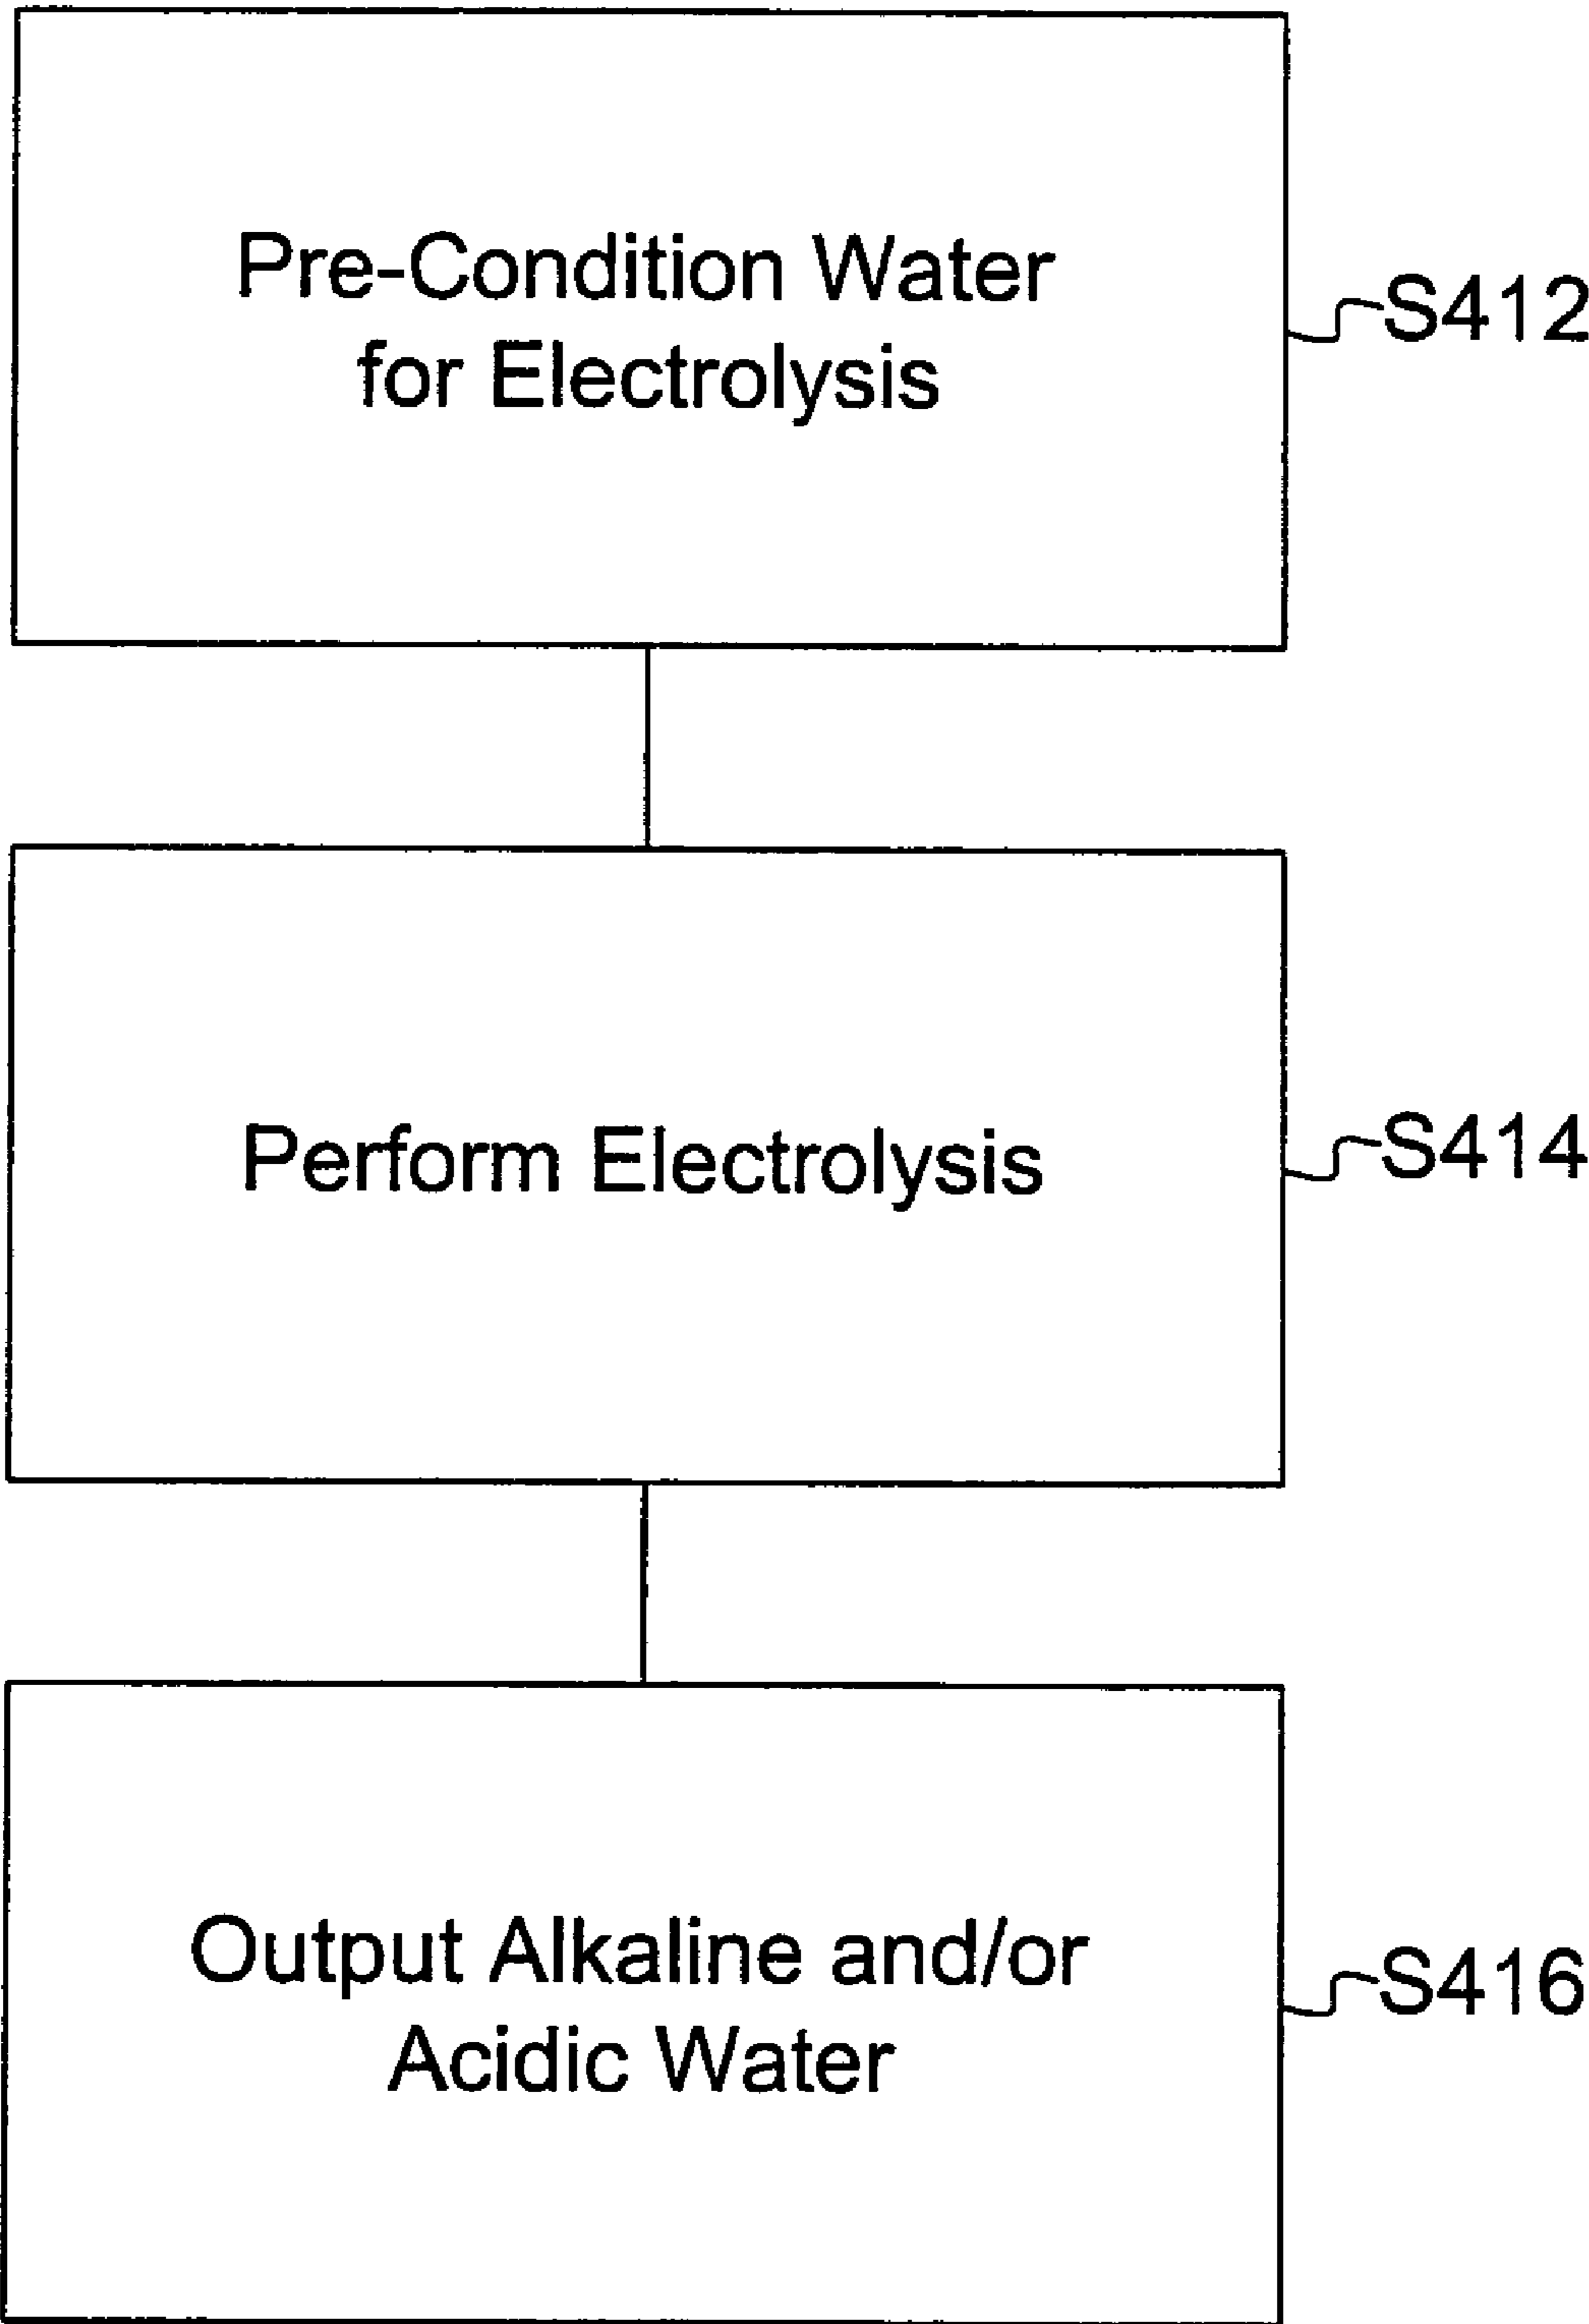 Pre-Condition Water
for Electrolysis
S412
Perform Electrolysis
S414
Output Alkaline and/or
Acidic Water
S416